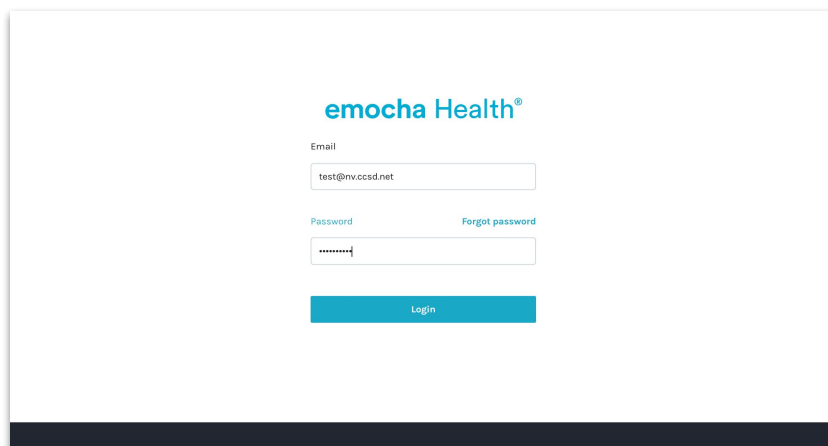 emocha Health®
Email
test@nv.ccsd.net
Password Forgot password
••••••••••
Login